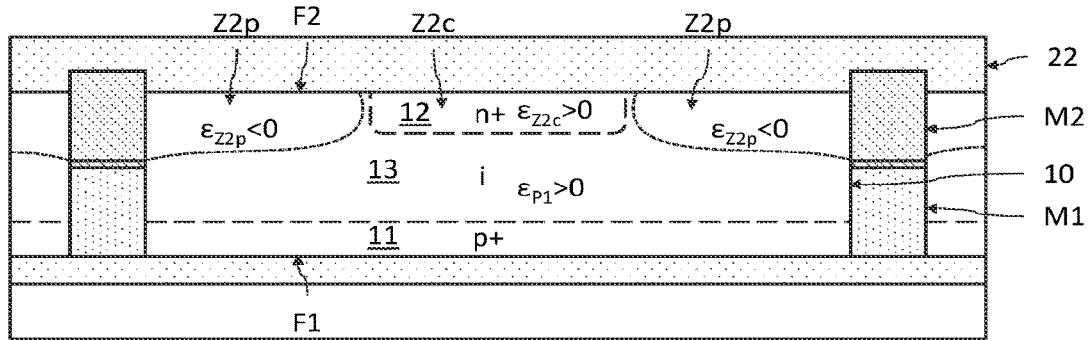 Z2p F2 Z2c Z2p
22
12 n+ εZ2c>0
εZ2p<0 εZ2p<0
M2
13 i
10
εP1>0
M1
11 p+
F1